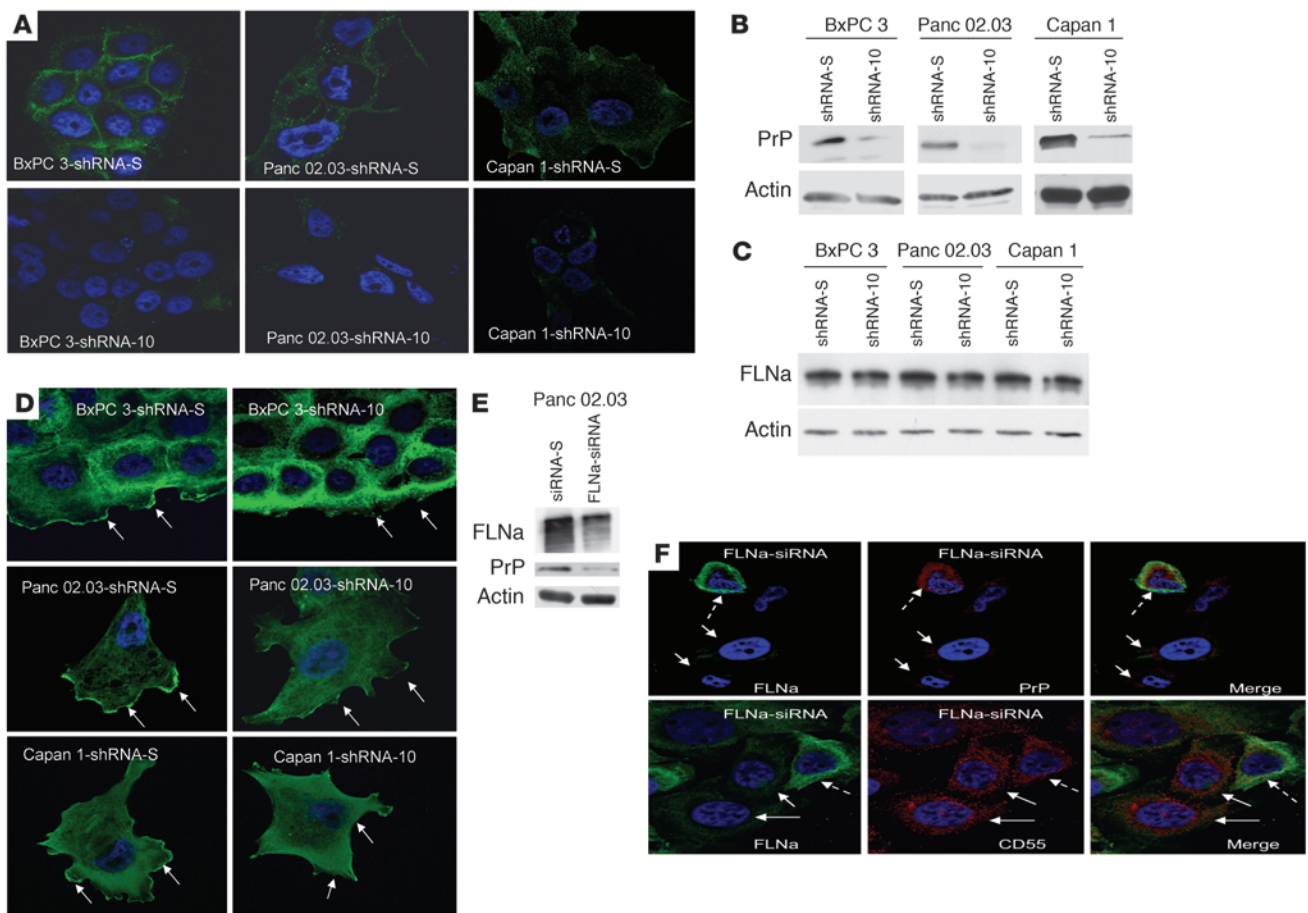 A
BxPC 3-shRNA-S
Panc 02.03-shRNA-S
Capan 1-shRNA-S
BxPC 3-shRNA-10
Panc 02.03-shRNA-10
Capan 1-shRNA-10
B
BxPC 3 Panc 02.03 Capan 1
shRNA-S shRNA-10 shRNA-S shRNA-10 shRNA-S shRNA-10
PrP
Actin
C
BxPC 3 Panc 02.03 Capan 1
shRNA-S shRNA-10 shRNA-S shRNA-10 shRNA-S shRNA-10
FLNa
Actin
D
BxPC 3-shRNA-S
BxPC 3-shRNA-10
Panc 02.03-shRNA-S
Panc 02.03-shRNA-10
Capan 1-shRNA-S
Capan 1-shRNA-10
E
Panc 02.03
siRNA-S FLNa-siRNA
FLNa
PrP
Actin
F
FLNa-siRNA
FLNa-siRNA
FLNa
PrP
Merge
FLNa-siRNA
FLNa-siRNA
FLNa
CD55
Merge